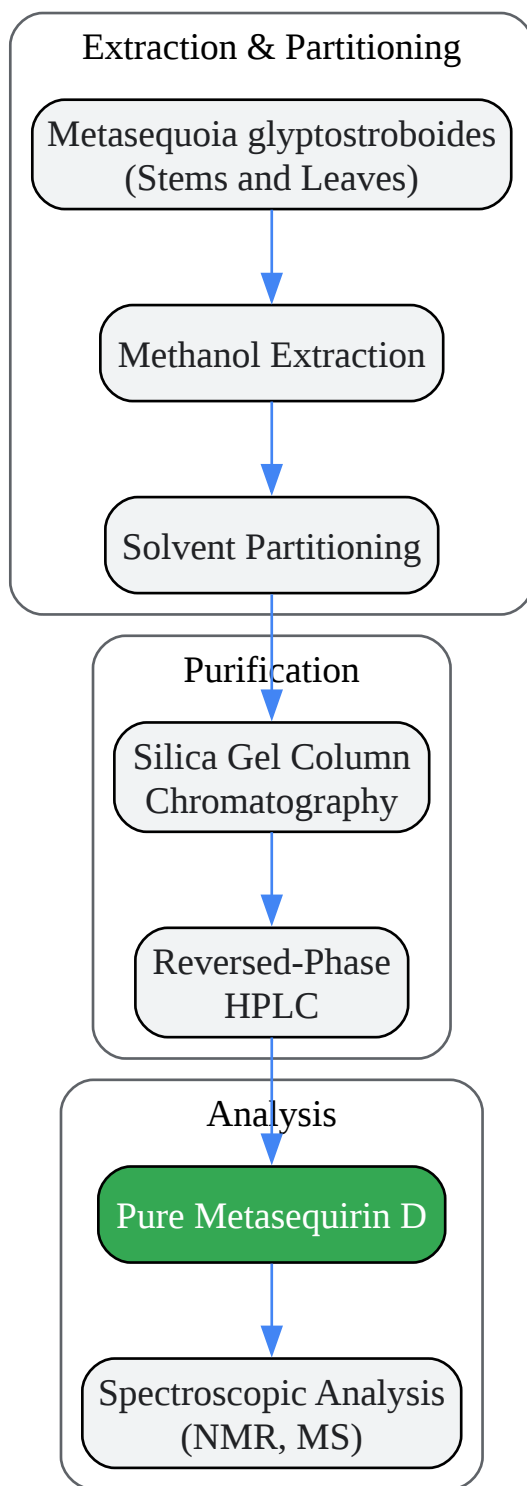 Extraction & Partitioning
Metasequoia glyptostroboides
(Stems and Leaves)
Methanol Extraction
Solvent Partitioning
Purification
Silica Gel Column
Chromatography
Reversed-Phase
HPLC
Analysis
Pure Metasequirin D
Spectroscopic Analysis
(NMR, MS)